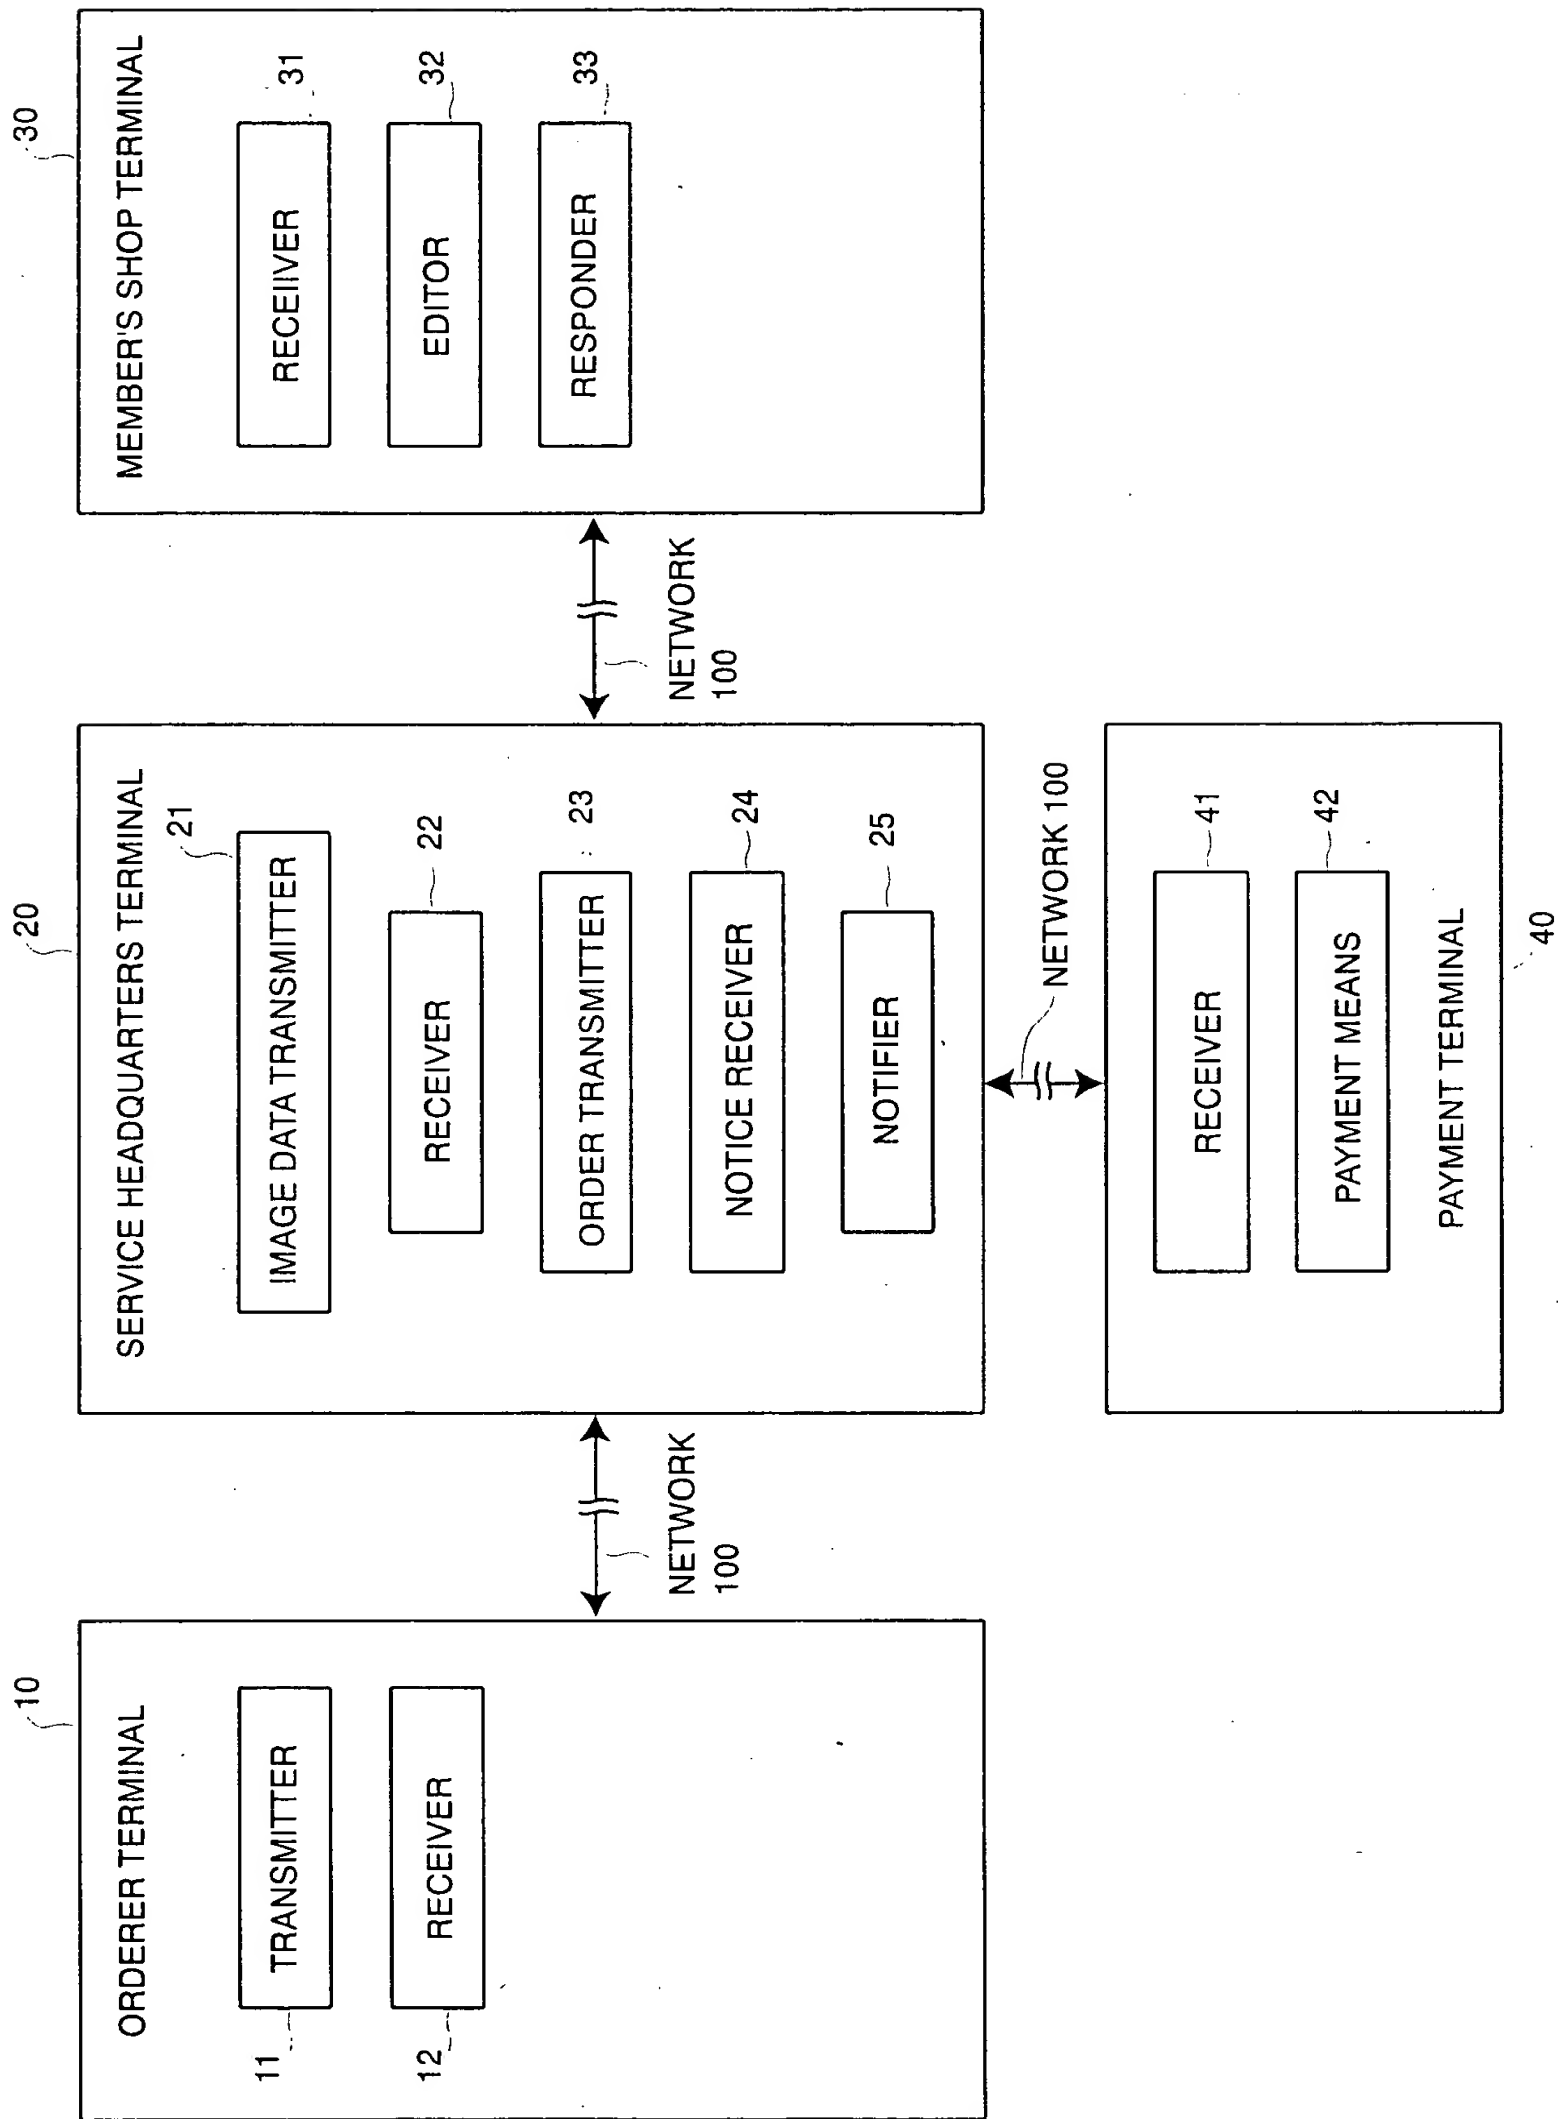 10
ORDERER TERMINAL
11
TRANSMITTER
12
RECEIVER
NETWORK
100
20
SERVICE HEADQUARTERS TERMINAL
21
IMAGE DATA TRANSMITTER
22
RECEIVER
23
ORDER TRANSMITTER
24
NOTICE RECEIVER
25
NOTIFIER
NETWORK
100
30
MEMBER'S SHOP TERMINAL
31
RECEIIVER
32
EDITOR
33
RESPONDER
NETWORK 100
41
RECEIVER
42
PAYMENT MEANS
PAYMENT TERMINAL
40